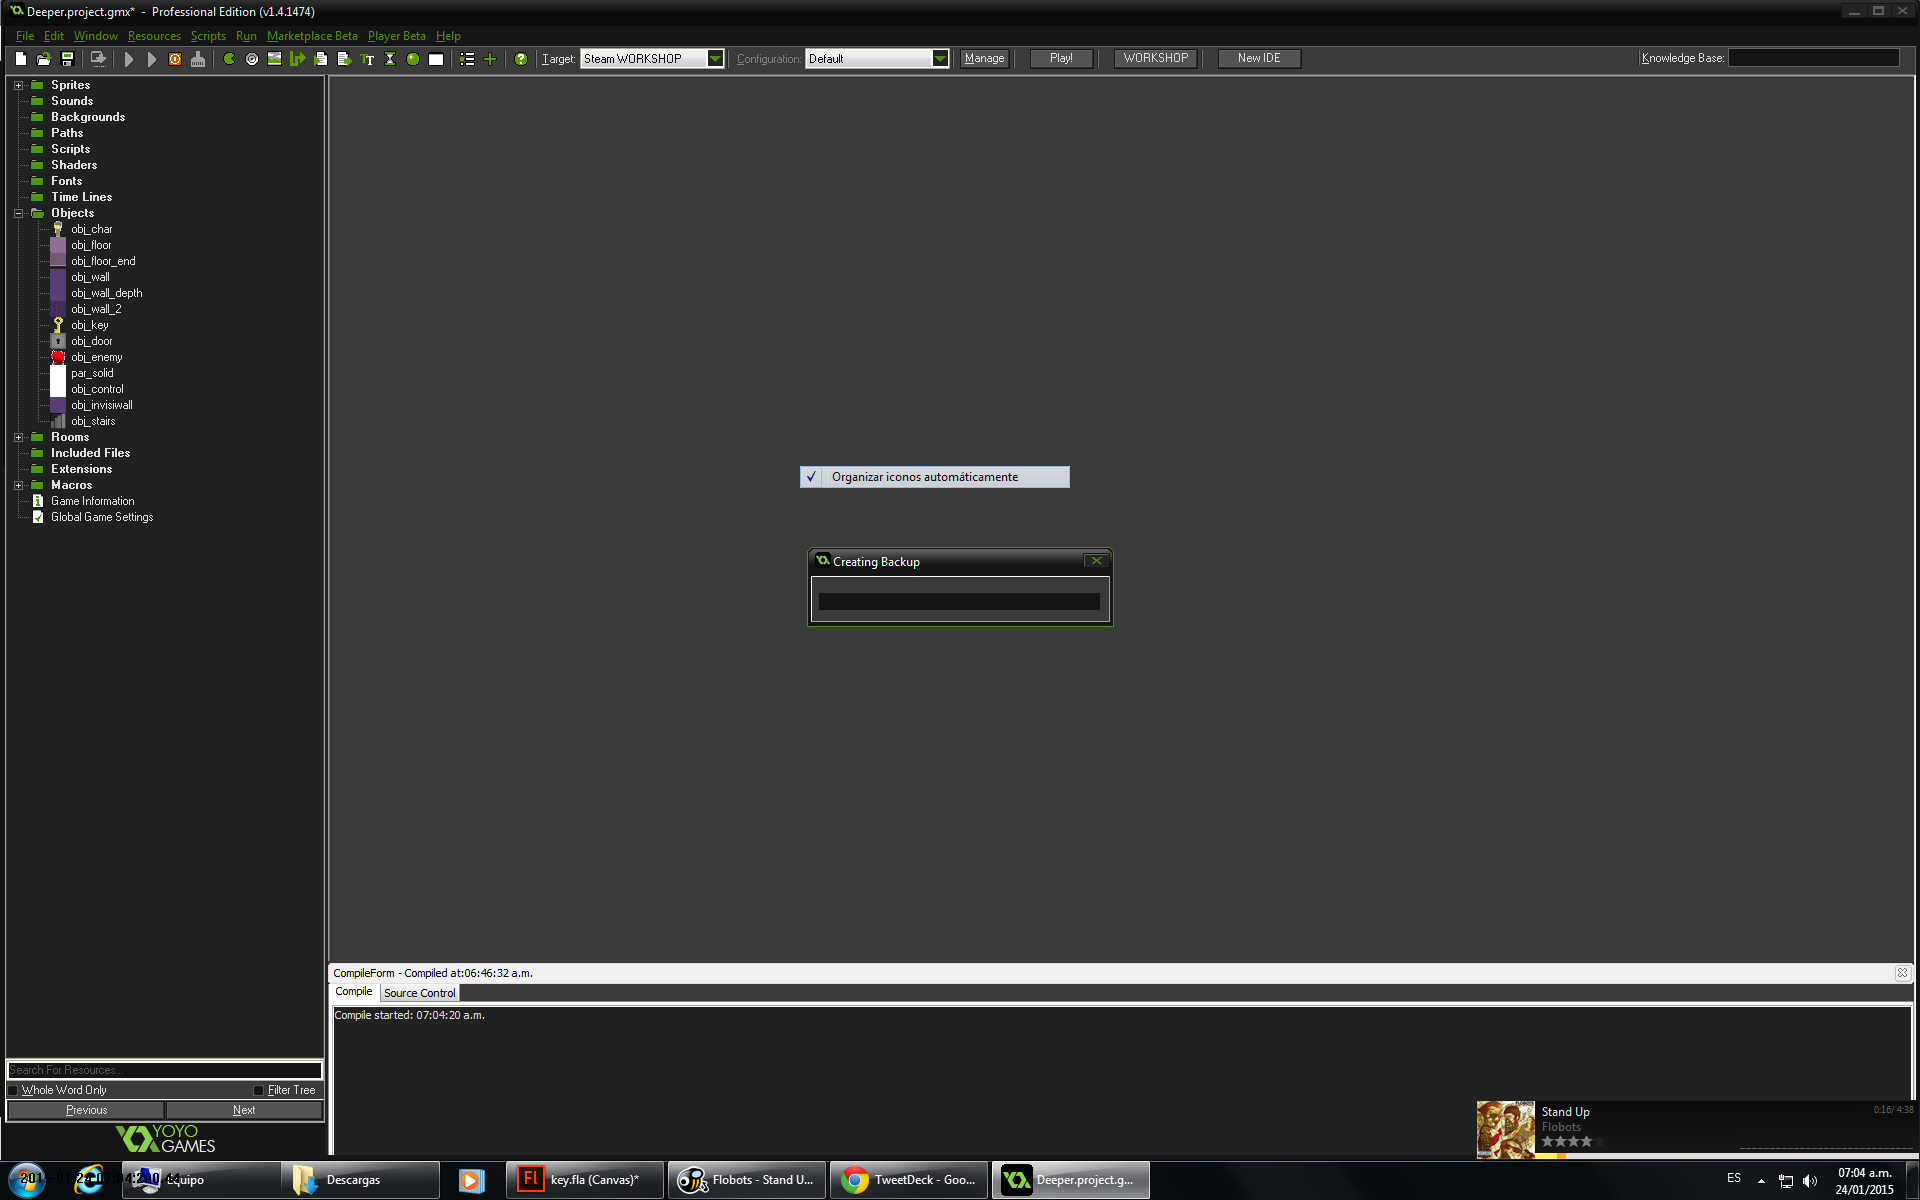 Deeper.project.gmx* - Professional Edition (v1.4.1474)
File Edit Window Resources Scripts Run Marketplace Beta Player Beta Help
Target: Steam WORKSHOP Configuration: Default Manage Play! WORKSHOP New IDE Knowledge Base:
Sprites
Sounds
Backgrounds
Paths
Scripts
Shaders
Fonts
Time Lines
Objects
obj_char
obj_floor
obj_floor_end
obj_wall
obj_wall_depth
obj_wall_2
obj_key
obj_door
obj_enemy
par_solid
obj_control
obj_invisiwall
obj_stairs
Rooms
Included Files
Extensions
Macros
Game Information
Global Game Settings
Organizar iconos automáticamente
Creating Backup
CompileForm - Compiled at:06:46:32 a.m.
Compile Source Control
Compile started: 07:04:20 a.m.
Search For Resources...
Whole Word Only Filter Tree
Previous Next
YOYO GAMES
Stand Up 0:16/ 4:38
Flobots
Equipo Descargas key.fla (Canvas)* Flobots - Stand U... TweetDeck - Goo... Deeper.project.g... ES 07:04 a.m.
24/01/2015